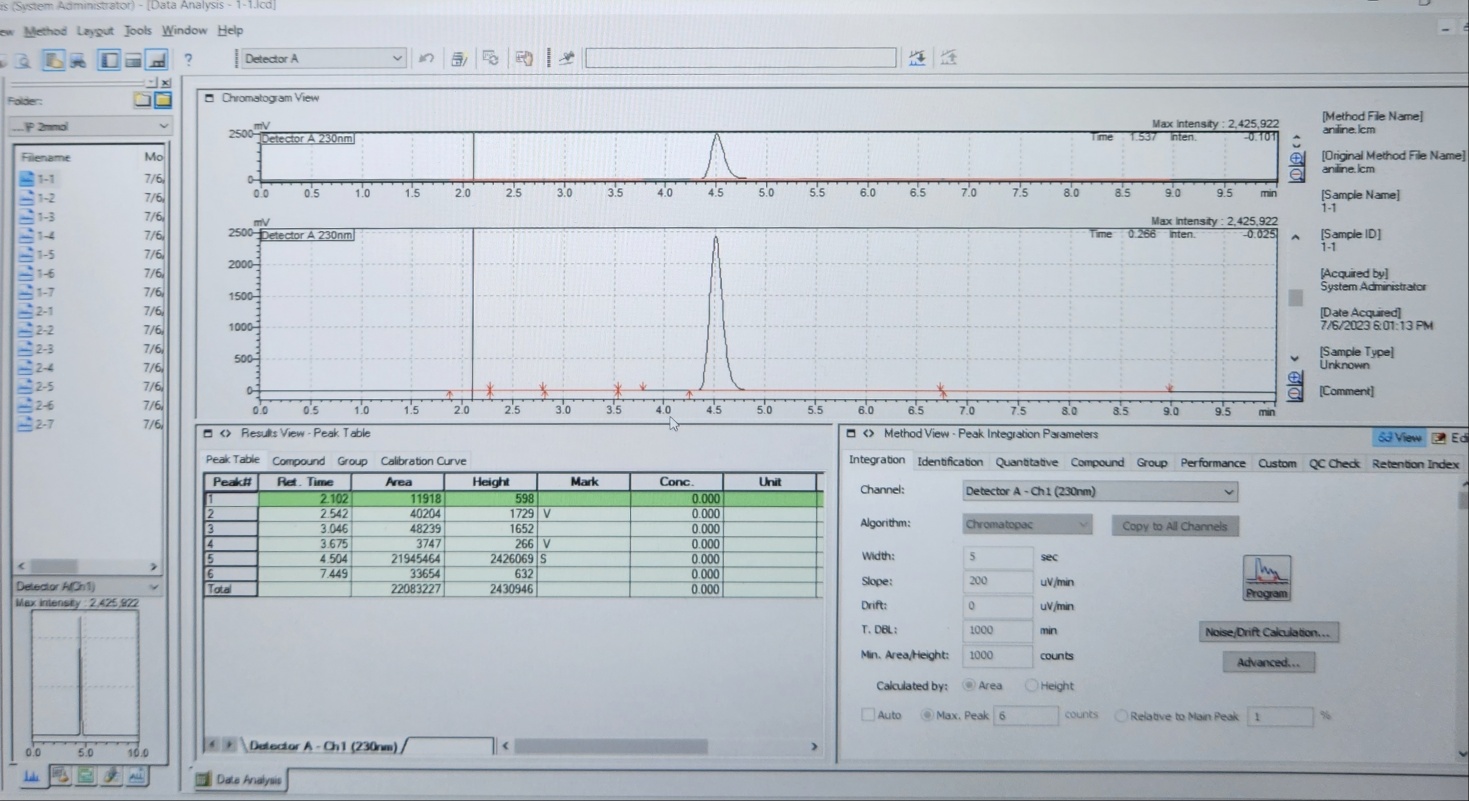 is (System Administrator) - [Data Analysis - 1-1.lcd]
ew Method Layout Tools Window Help
? Detector A
Folder:
2mmol
Filename Mo
1-1 7/6
1-2 7/6
1-3 7/6
1-4 7/6
1-5 7/6
1-6 7/6
1-7 7/6
2-1 7/6
2-2 7/6
2-3 7/6
2-4 7/6
2-5 7/6
2-6 7/6
2-7 7/6
Detector A(Ch1)
Max Intensity : 2,425,922
0.0 5.0 10.0
Chromatogram View
mV
Max Intensity : 2,425,922
2500 Detector A 230nm Time 1.537 Inten. -0.101
0
0.0 0.5 1.0 1.5 2.0 2.5 3.0 3.5 4.0 4.5 5.0 5.5 6.0 6.5 7.0 7.5 8.0 8.5 9.0 9.5 min
mV
Max Intensity : 2,425,922
2500 Detector A 230nm Time 0.266 Inten. -0.025
2000
1500
1000
500
0
0.0 0.5 1.0 1.5 2.0 2.5 3.0 3.5 4.0 4.5 5.0 5.5 6.0 6.5 7.0 7.5 8.0 8.5 9.0 9.5 min
[Method File Name]
aniline.lcm
[Original Method File Name]
aniline.lcm
[Sample Name]
1-1
[Sample ID]
1-1
[Acquired by]
System Administrator
[Date Acquired]
7/6/2023 6:01:13 PM
[Sample Type]
Unknown
[Comment]
Results View - Peak Table
Peak Table Compound Group Calibration Curve
Peak# Ret. Time Area Height Mark Conc. Unit
1 2.102 11918 598 0.000
2 2.542 40204 1729 V 0.000
3 3.046 48239 1652 0.000
4 3.675 3747 266 V 0.000
5 4.504 21945464 2426069 S 0.000
6 7.449 33654 632 0.000
Total 22083227 2430946 0.000
Detector A - Ch1 (230nm)
Method View - Peak Integration Parameters
View Edi
Integration Identification Quantitative Compound Group Performance Custom QC Check Retention Index
Channel: Detector A - Ch1 (230nm)
Algorithm: Chromatopac Copy to All Channels
Width: 5 sec
Slope: 200 uV/min
Drift: 0 uV/min
T. DBL: 1000 min
Min. Area/Height: 1000 counts
Calculated by: Area Height
Auto Max. Peak 6 counts Relative to Main Peak 1 %
Program
Noise/Drift Calculation...
Advanced...
Data Analysis